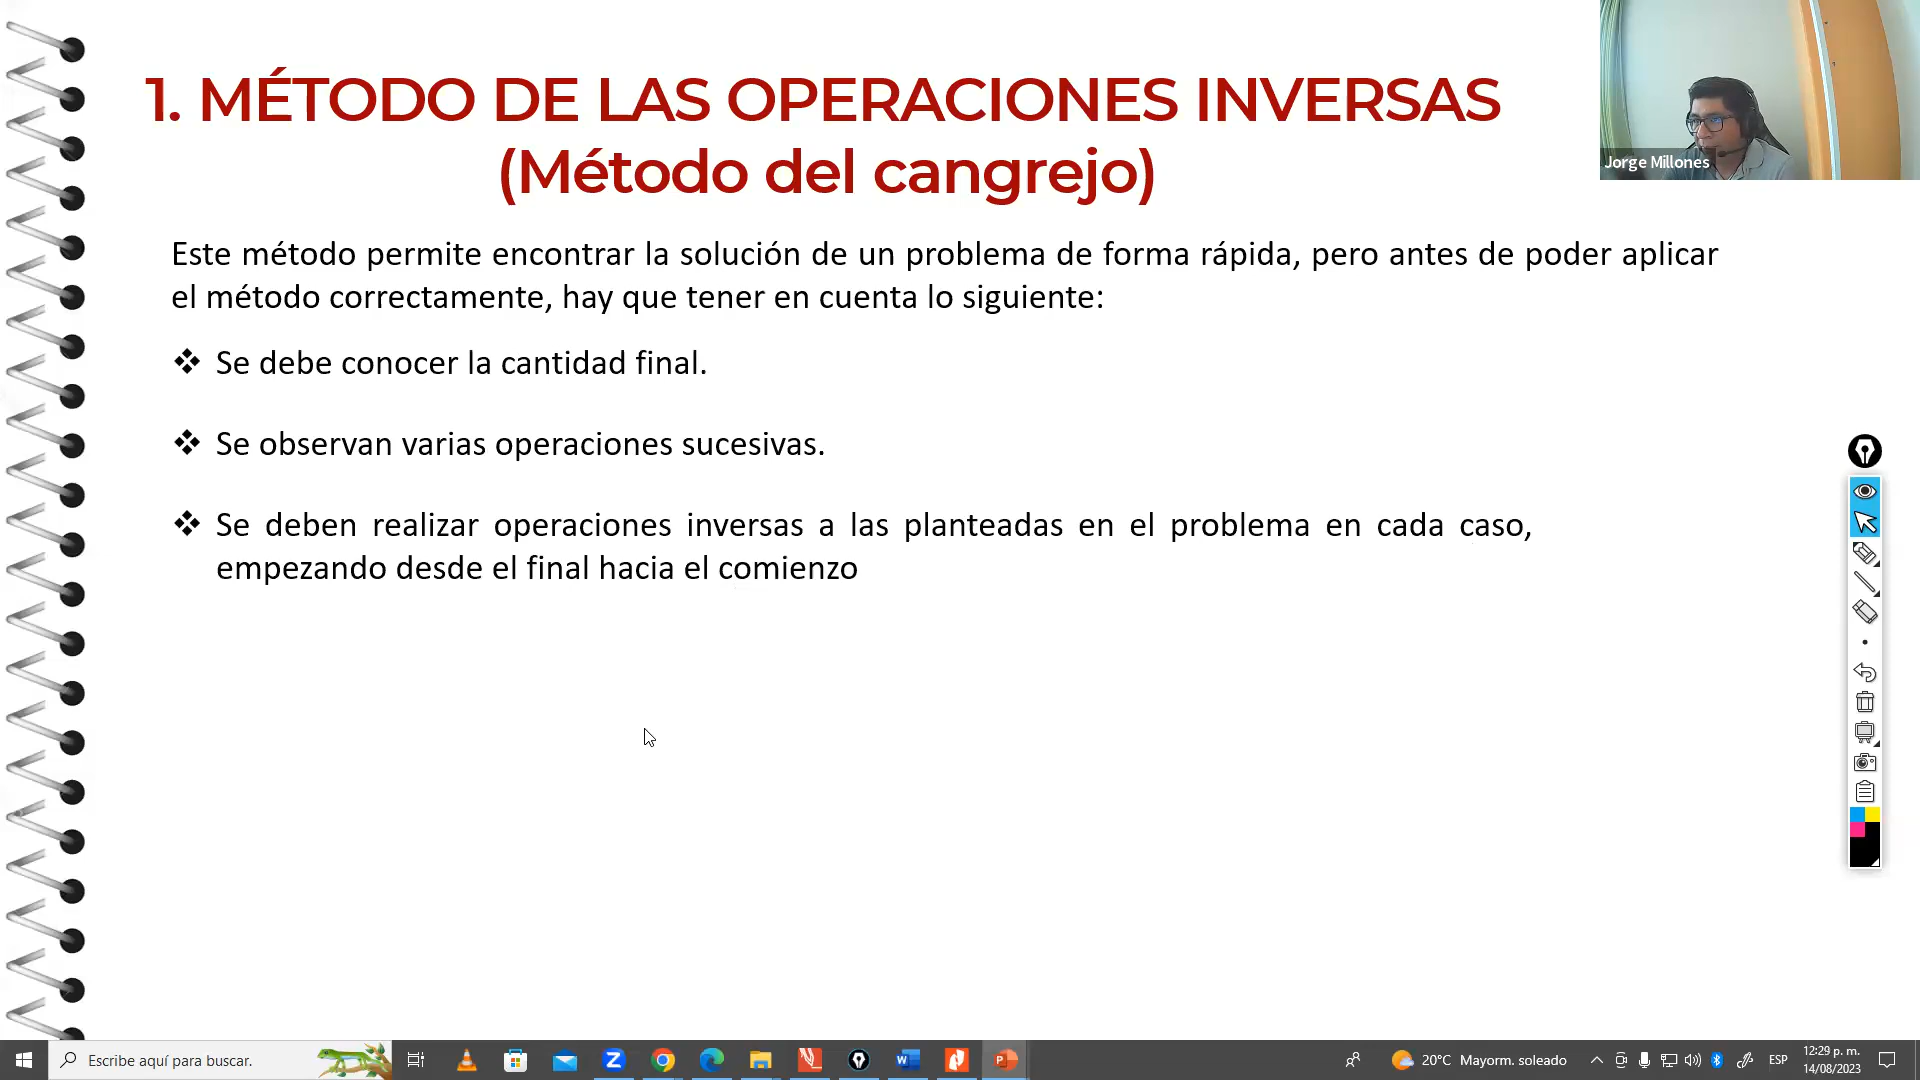 1. MÉTODO DE LAS OPERACIONES INVERSAS
(Método del cangrejo)
Jorge Millones
Este método permite encontrar la solución de un problema de forma rápida, pero antes de poder aplicar
el método correctamente, hay que tener en cuenta lo siguiente:
❖ Se debe conocer la cantidad final.
❖ Se observan varias operaciones sucesivas.
❖ Se deben realizar operaciones inversas a las planteadas en el problema en cada caso,
empezando desde el final hacia el comienzo
Escribe aquí para buscar.
20°C Mayorm. soleado
ESP
12:29 p. m.
14/08/2023